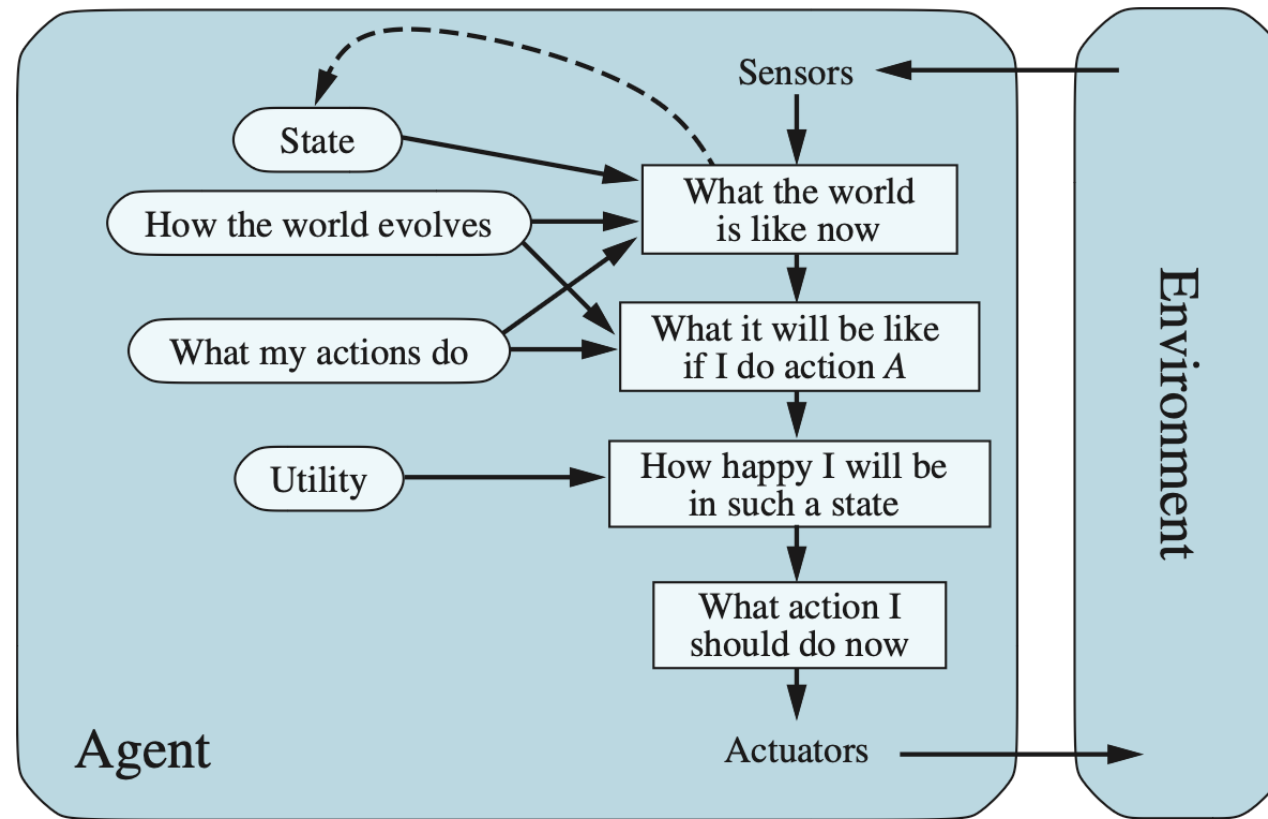 Sensors
State
What the world
is like now
How the world evolves
What my actions do
What it will be like
if I do action A
Utility
How happy I will be
in such a state
What action I
should do now
Agent
Actuators
Environment